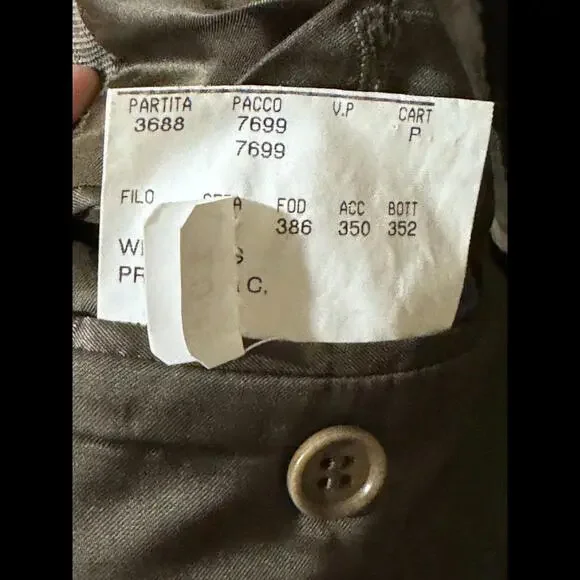 PARTITA PACCO V.P CART
3688 7699 P
7699
FILO FOD ACC BOTT
386 350 352
C.